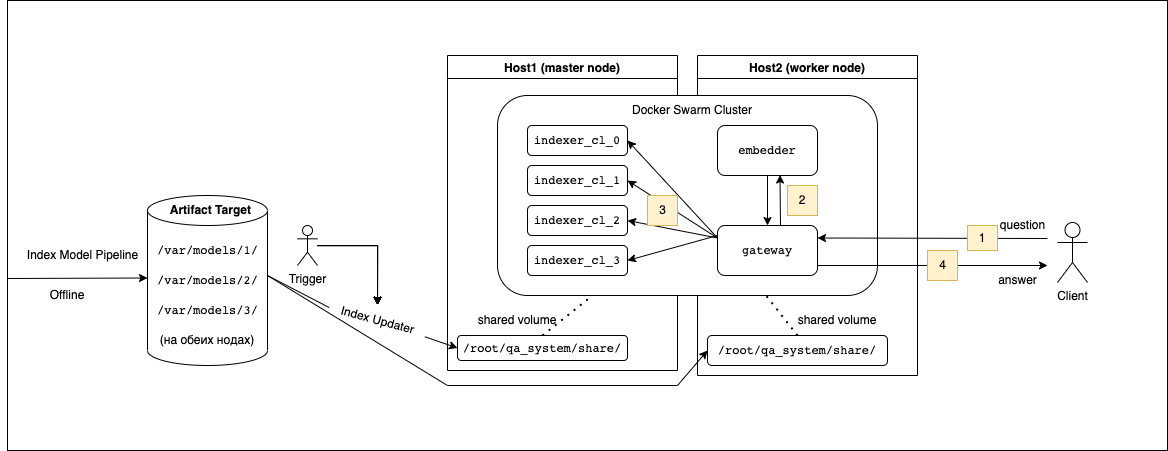 Host1 (master node)
Host2 (worker node)
Docker Swarm Cluster
indexer_cl_0
indexer_cl_1
indexer_cl_2
indexer_cl_3
embedder
gateway
3
2
1
4
question
answer
Client
Artifact Target
/var/models/1/
/var/models/2/
/var/models/3/
(на обеих нодах)
Index Model Pipeline
Offline
Trigger
Index Updater
shared volume
shared volume
/root/qa_system/share/
/root/qa_system/share/